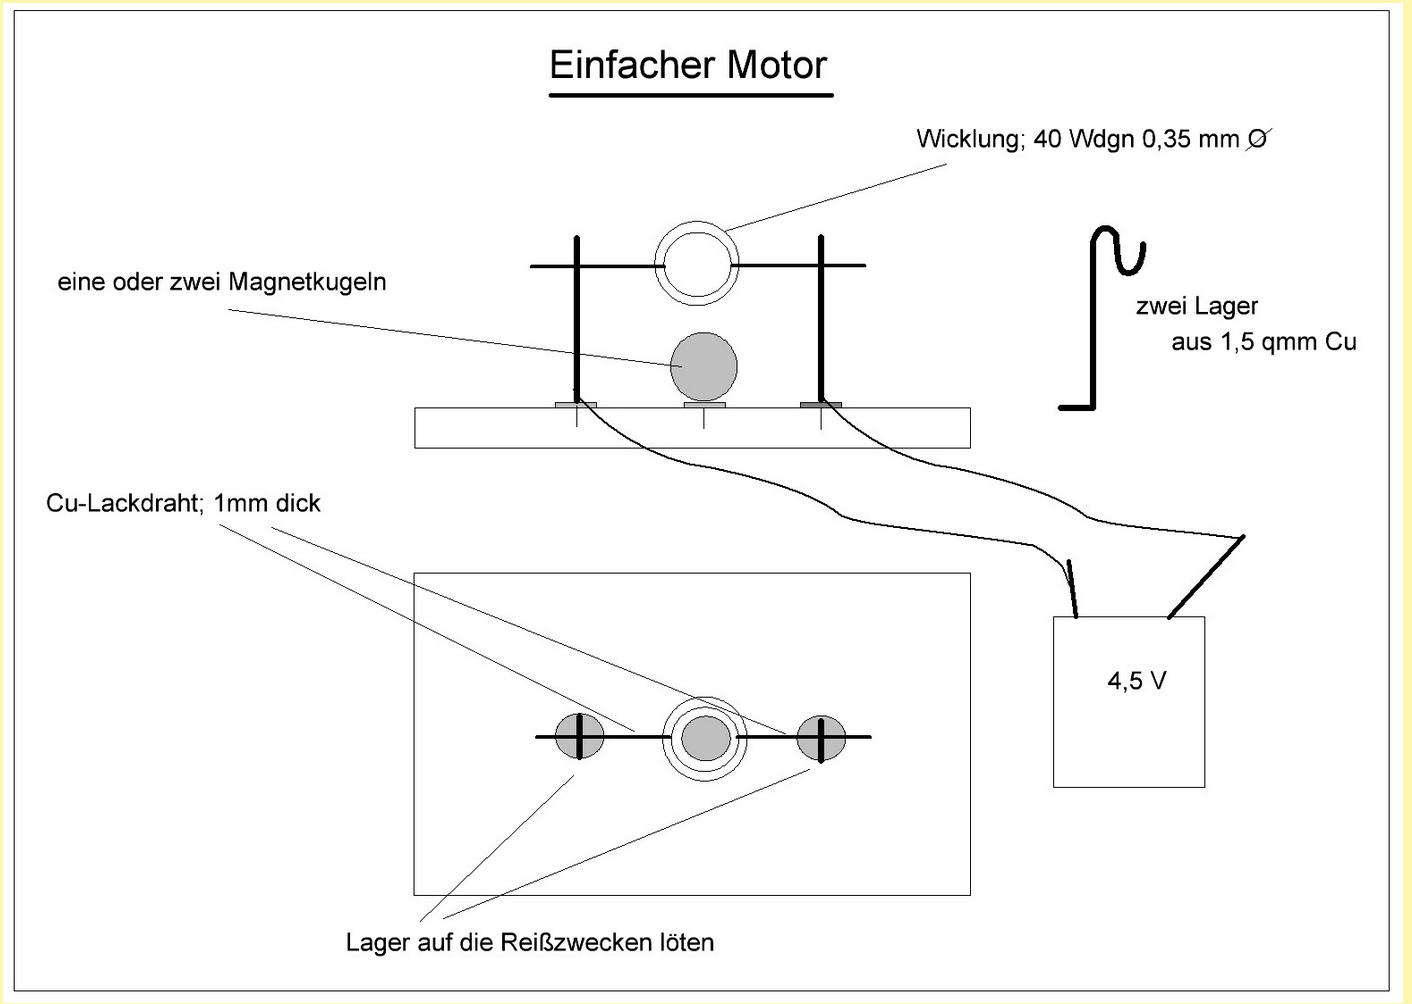 Einfacher Motor
Wicklung; 40 Wdgn 0,35 mm Ø
eine oder zwei Magnetkugeln
zwei Lager
aus 1,5 qmm Cu
Cu-Lackdraht; 1mm dick
4,5 V
Lager auf die Reißzwecken löten